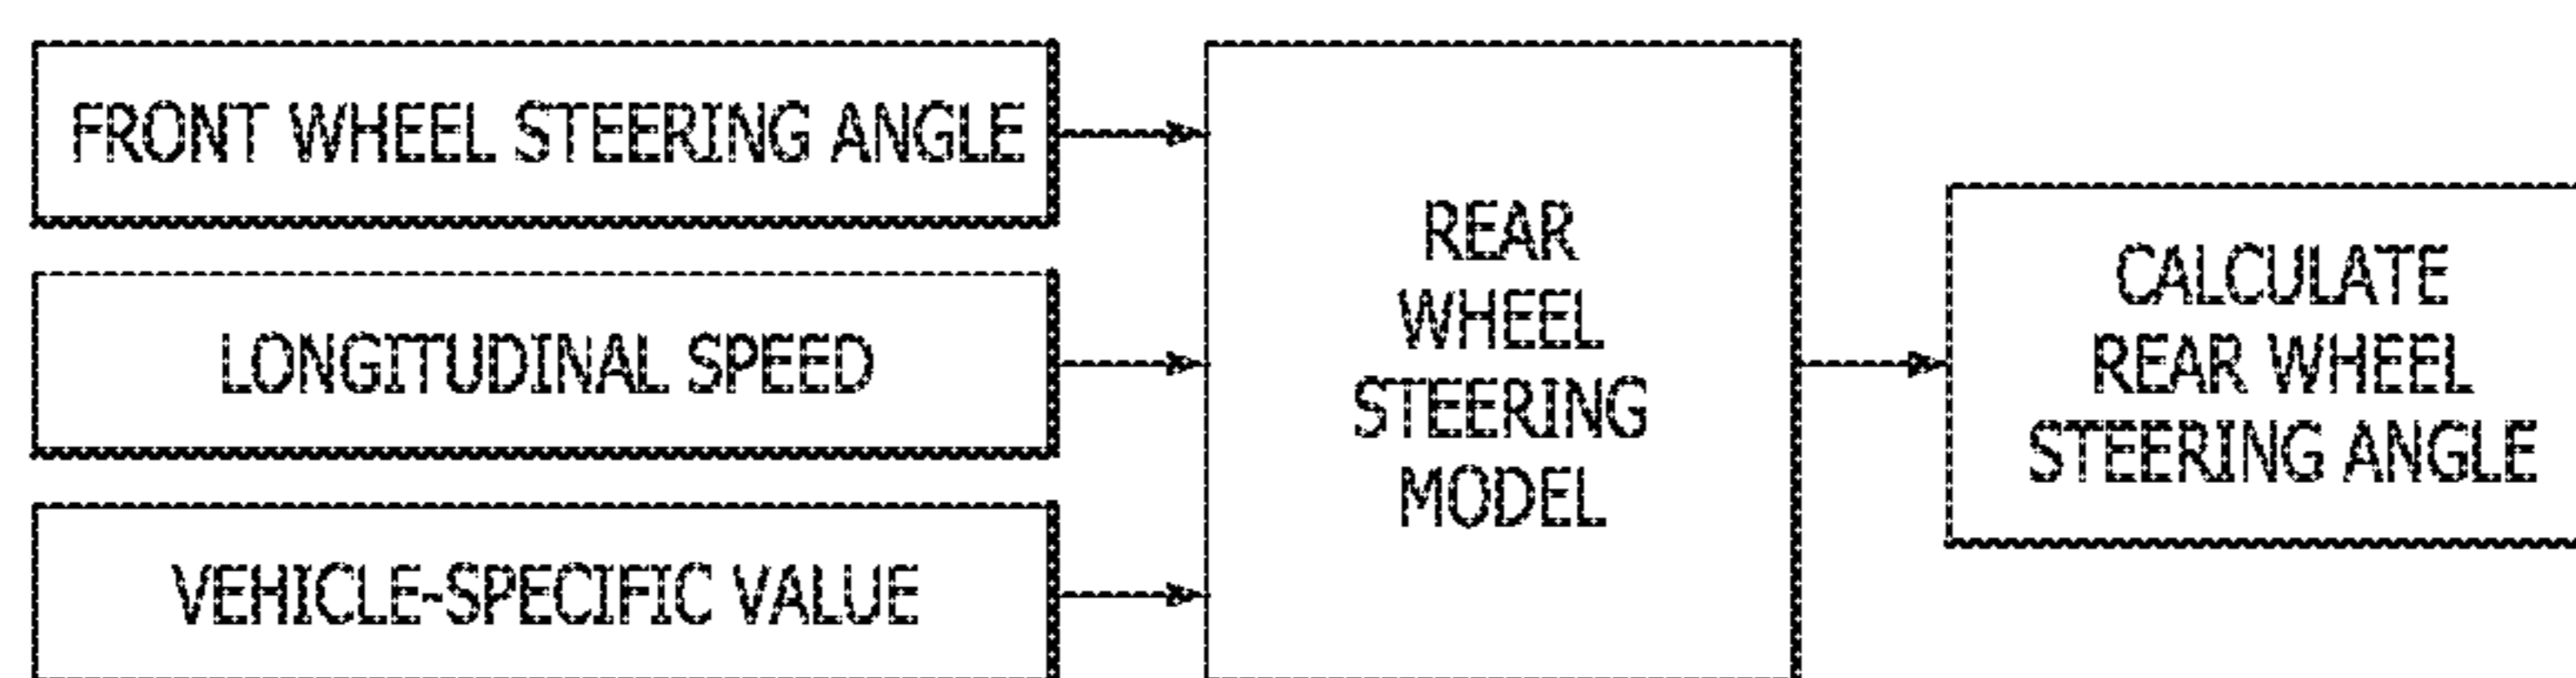 FRONT WHEEL STEERING ANGLE
LONGITUDINAL SPEED
VEHICLE-SPECIFIC VALUE
REAR
WHEEL
STEERING
MODEL
CALCULATE
REAR WHEEL
STEERING ANGLE